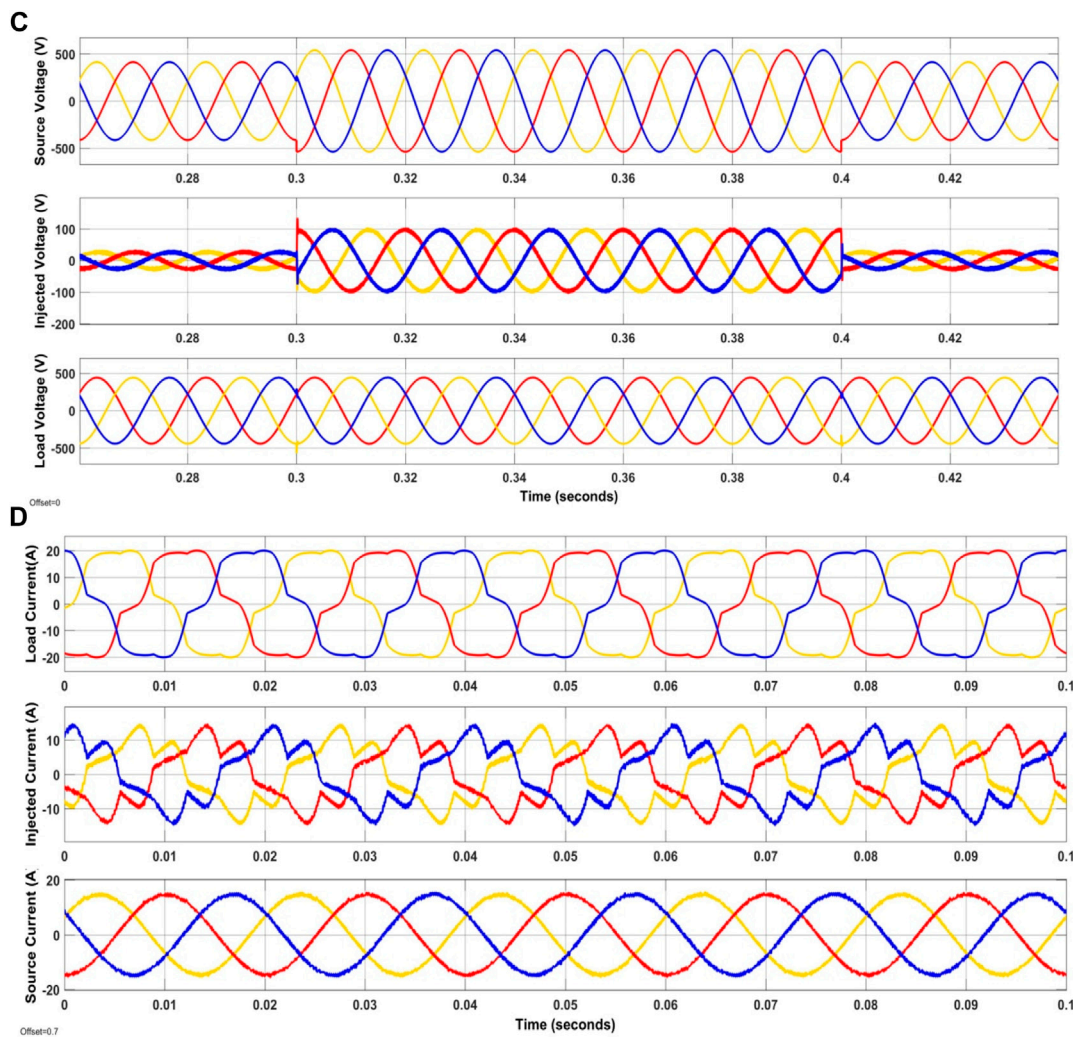 C
Source Voltage (V)
500
0
-500
0.28 0.3 0.32 0.34 0.36 0.38 0.4 0.42
Injected Voltage (V)
100
0
-100
-200
0.28 0.3 0.32 0.34 0.36 0.38 0.4 0.42
Load Voltage (V)
500
0
-500
0.28 0.3 0.32 0.34 0.36 0.38 0.4 0.42
Time (seconds)
Offset=0
D
Load Current(A)
20
10
0
-10
-20
0 0.01 0.02 0.03 0.04 0.05 0.06 0.07 0.08 0.09 0.1
Injected Current (A)
10
0
-10
0 0.01 0.02 0.03 0.04 0.05 0.06 0.07 0.08 0.09 0.1
Source Current (A
20
0
-20
0 0.01 0.02 0.03 0.04 0.05 0.06 0.07 0.08 0.09 0.1
Time (seconds)
Offset=0.7